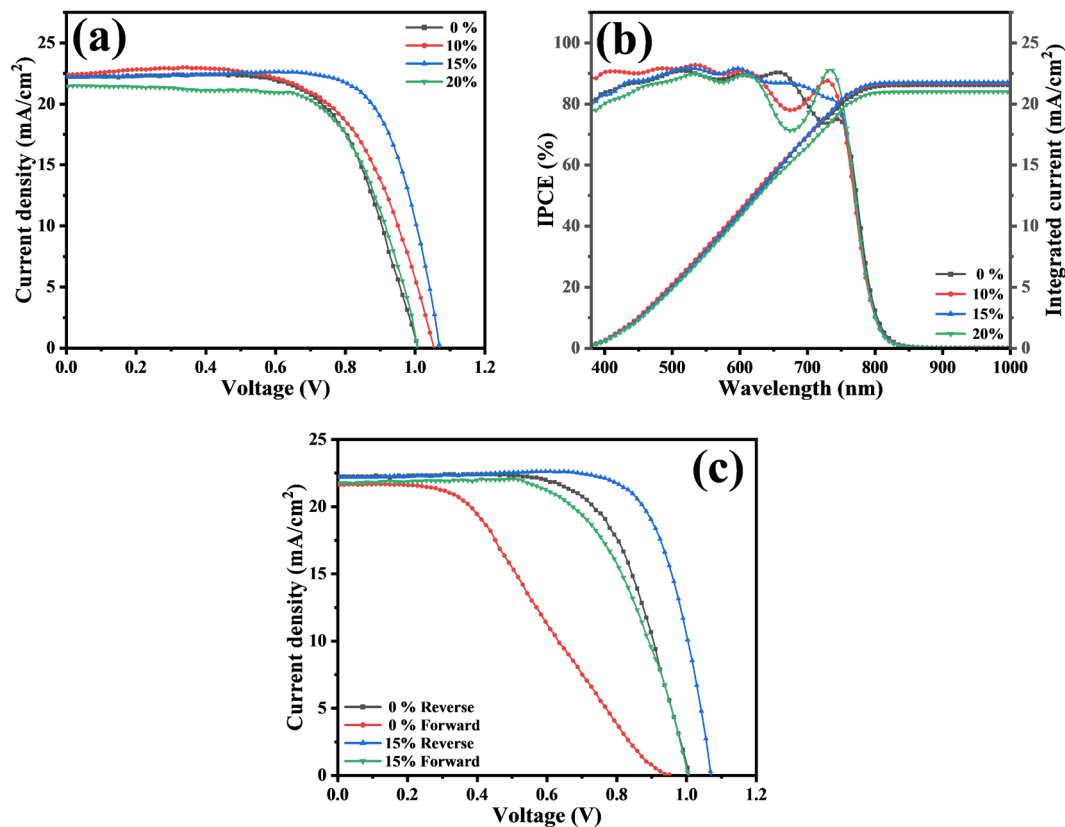 (a)
0 %
10%
15%
20%
25
20
15
10
5
0
Current density (mA/cm²)
0.0 0.2 0.4 0.6 0.8 1.0 1.2
Voltage (V)
(b)
100
80
60
40
20
0
IPCE (%)
25
20
15
10
5
0
Integrated current (mA/cm²)
0 %
10%
15%
20%
400 500 600 700 800 900 1000
Wavelength (nm)
(c)
25
20
15
10
5
0
Current density (mA/cm²)
0 % Reverse
0 % Forward
15% Reverse
15% Forward
0.0 0.2 0.4 0.6 0.8 1.0 1.2
Voltage (V)